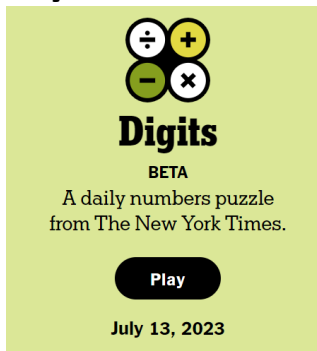 ÷ +
− ×
Digits
BETA
A daily numbers puzzle
from The New York Times.
Play
July 13, 2023